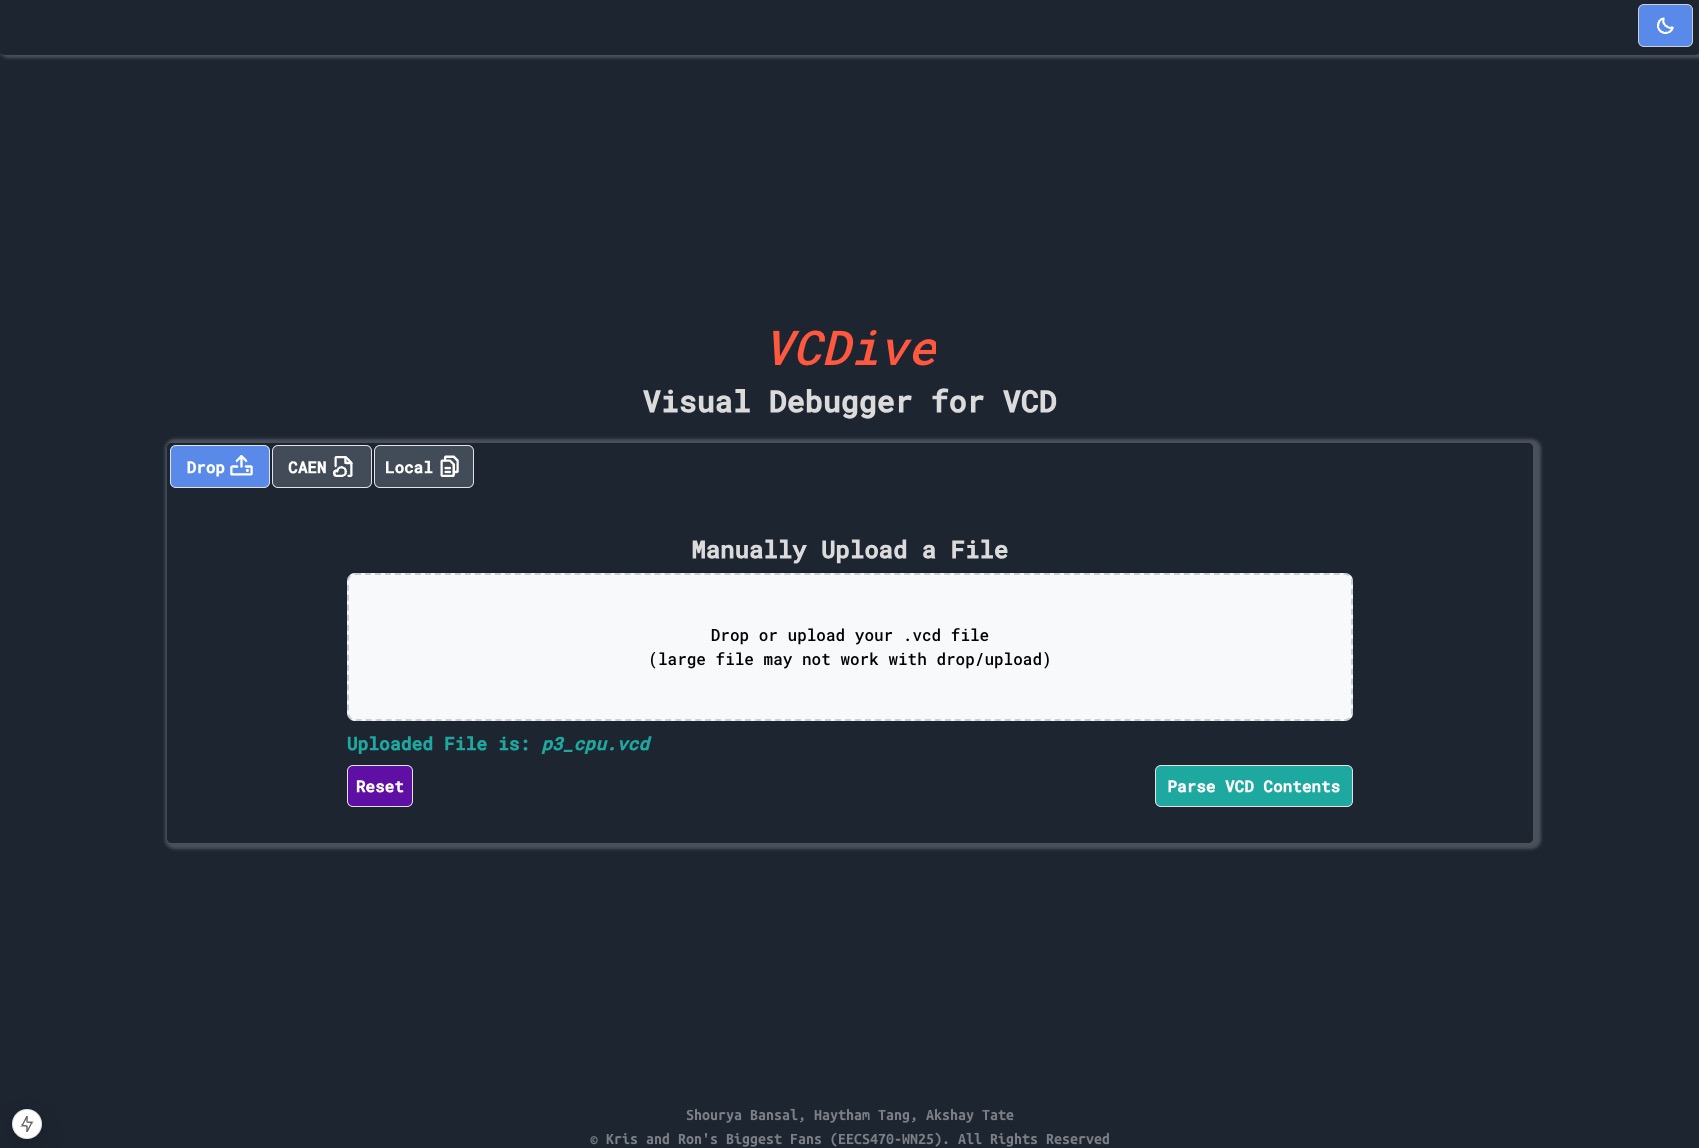 VCDive
Visual Debugger for VCD
Drop
CAEN
Local
Manually Upload a File
Drop or upload your .vcd file
(large file may not work with drop/upload)
Uploaded File is: p3_cpu.vcd
Reset
Parse VCD Contents
Shourya Bansal, Haytham Tang, Akshay Tate
© Kris and Ron's Biggest Fans (EECS470-WN25). All Rights Reserved